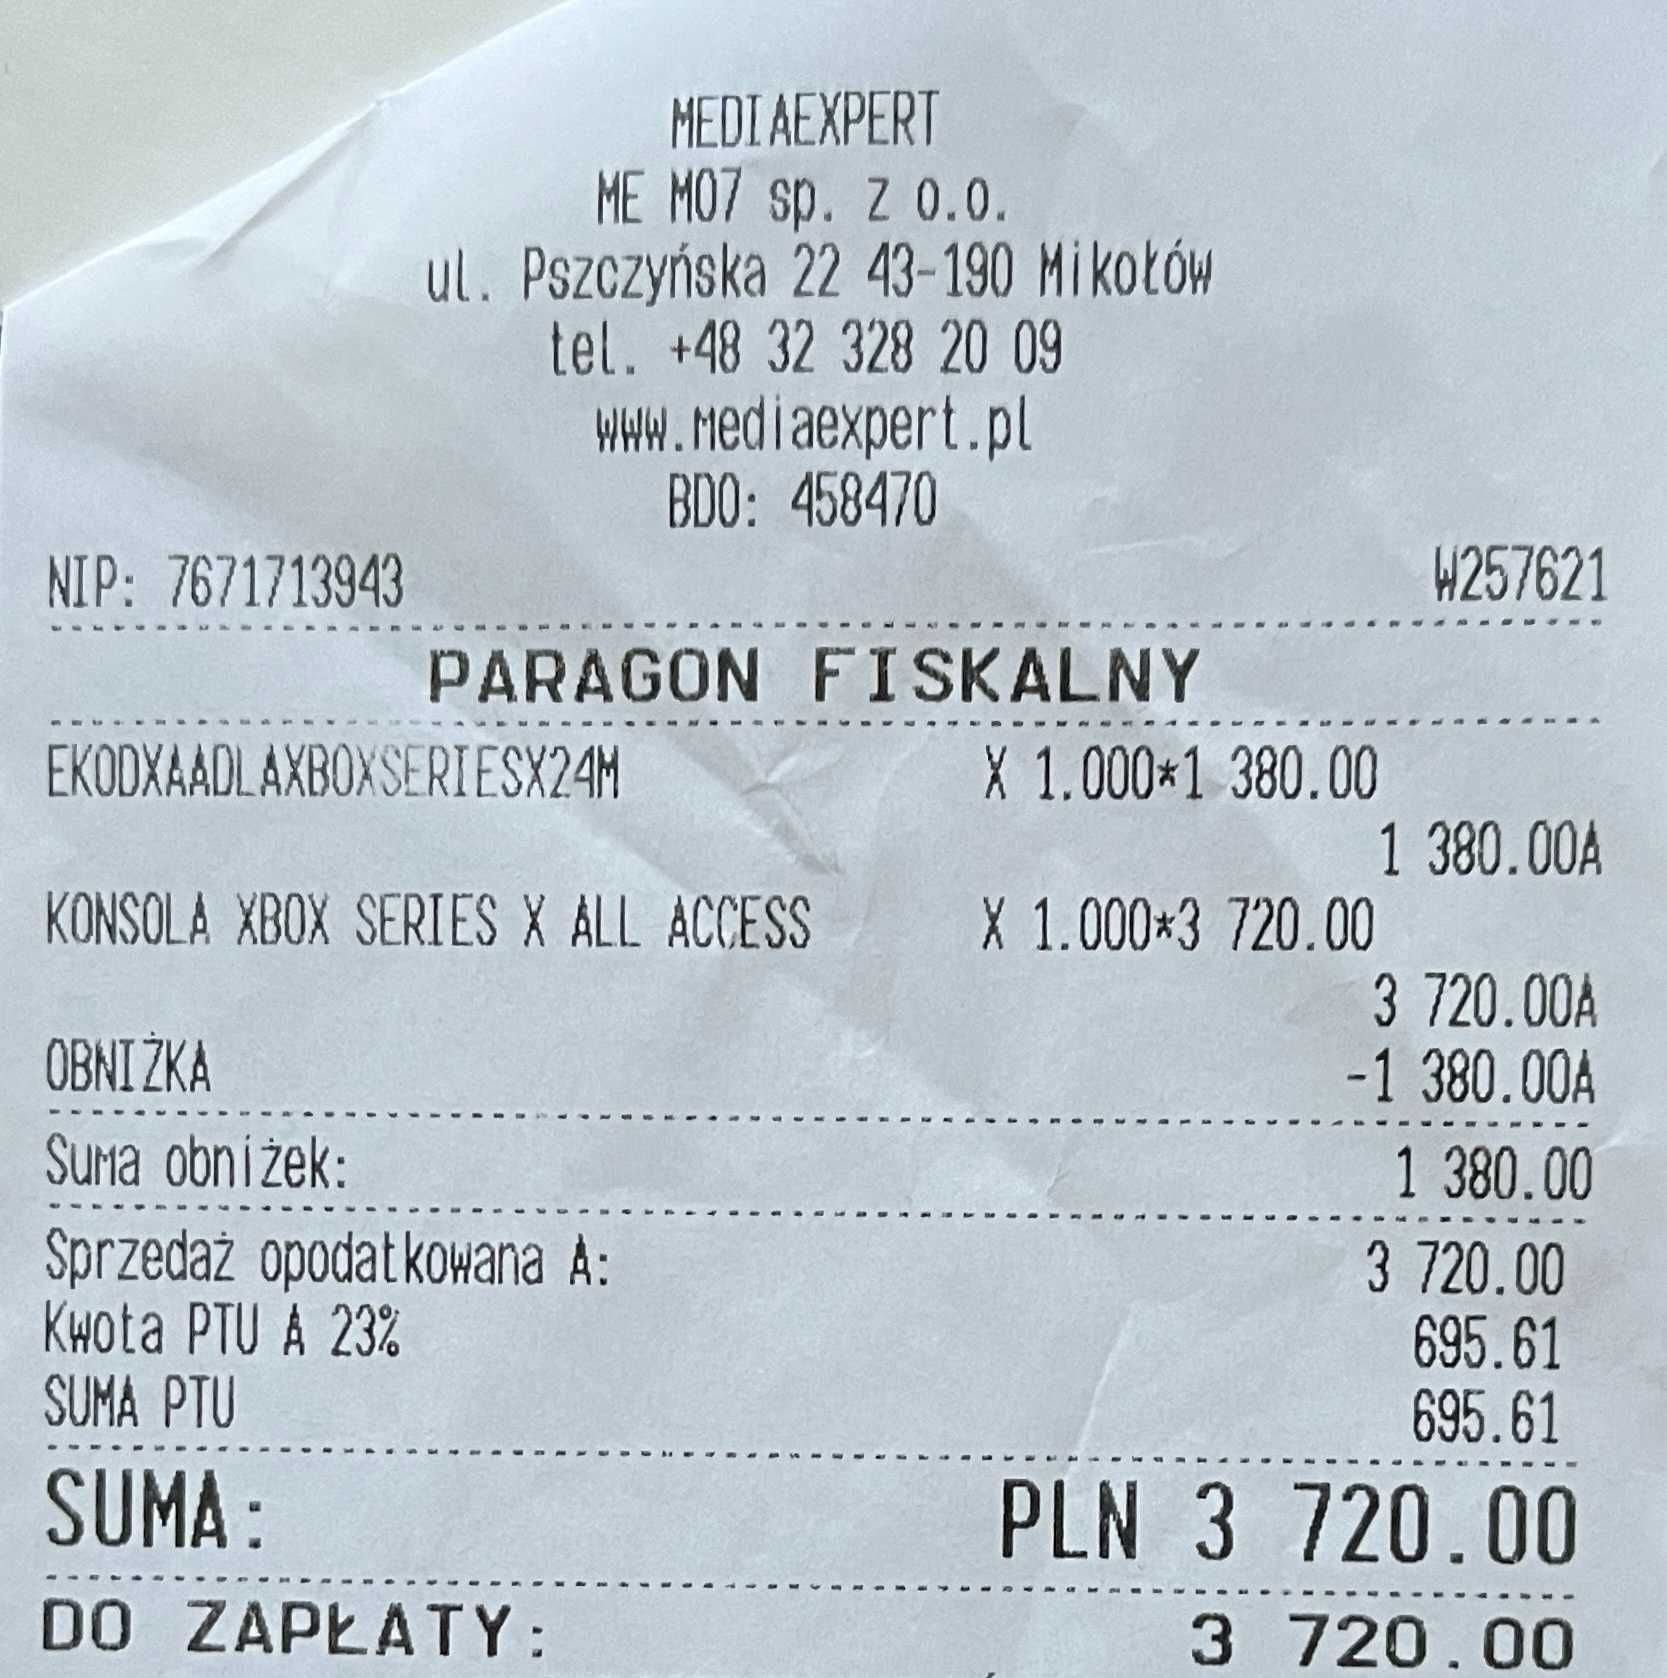 MEDIAEXPERT
ME M07 sp. z o.o.
ul. Pszczyńska 22 43-190 Mikołów
tel. +48 32 328 20 09
www.mediaexpert.pl
BDO: 458470
NIP: 7671713943 W257621
PARAGON FISKALNY
EKODXAADLAXBOXSERIESX24M X 1.000*1 380.00
1 380.00A
KONSOLA XBOX SERIES X ALL ACCESS X 1.000*3 720.00
3 720.00A
OBNIŻKA -1 380.00A
Suma obniżek: 1 380.00
Sprzedaż opodatkowana A: 3 720.00
Kwota PTU A 23% 695.61
SUMA PTU 695.61
SUMA: PLN 3 720.00
DO ZAPŁATY: 3 720.00